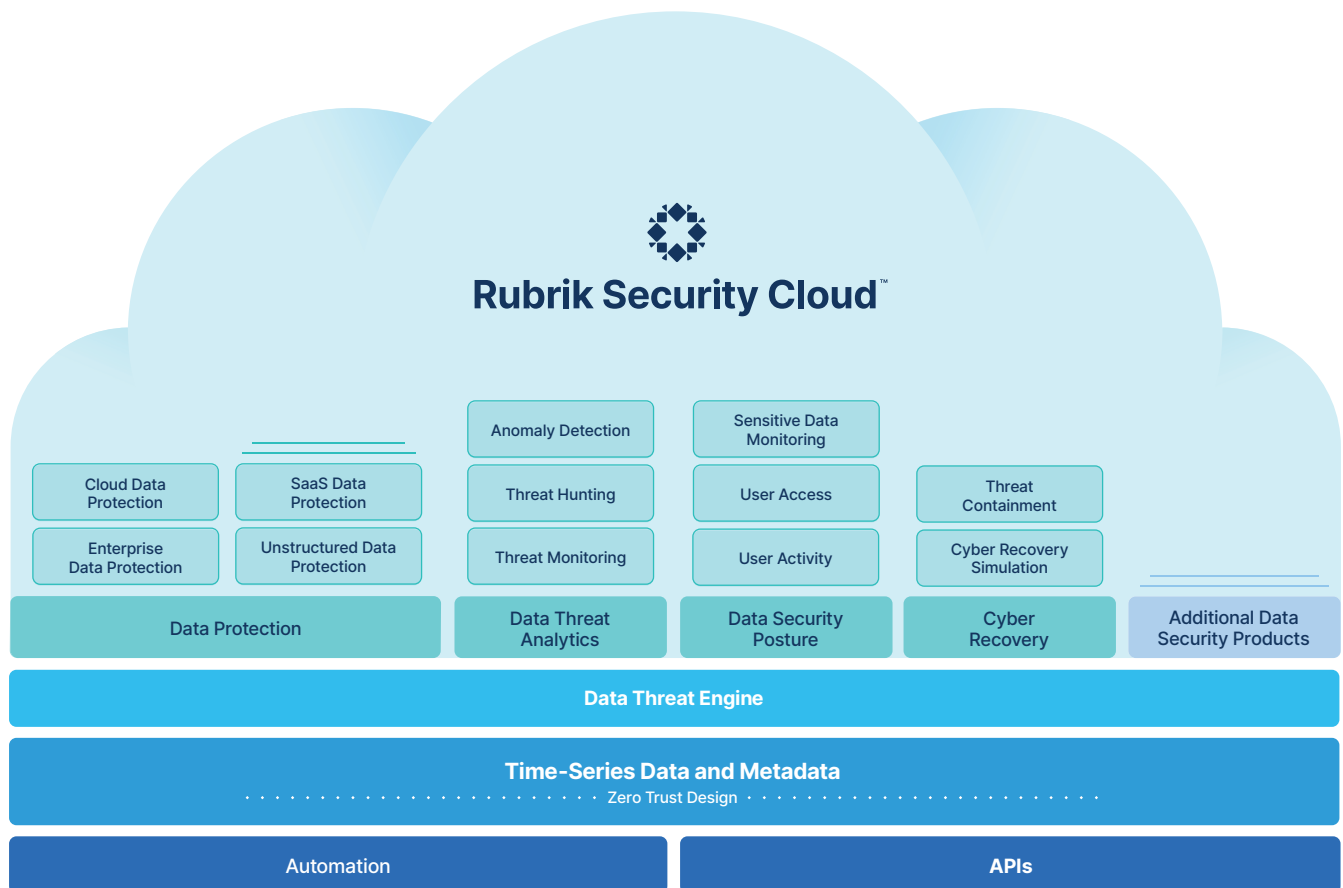 Rubrik Security Cloud™
Anomaly Detection
Sensitive Data
Monitoring
Cloud Data
Protection
SaaS Data
Protection
Threat Hunting
User Access
Threat
Containment
Enterprise
Data Protection
Unstructured Data
Protection
Threat Monitoring
User Activity
Cyber Recovery
Simulation
Data Protection
Data Threat
Analytics
Data Security
Posture
Cyber
Recovery
Additional Data
Security Products
Data Threat Engine
Time-Series Data and Metadata
Zero Trust Design
Automation
APIs